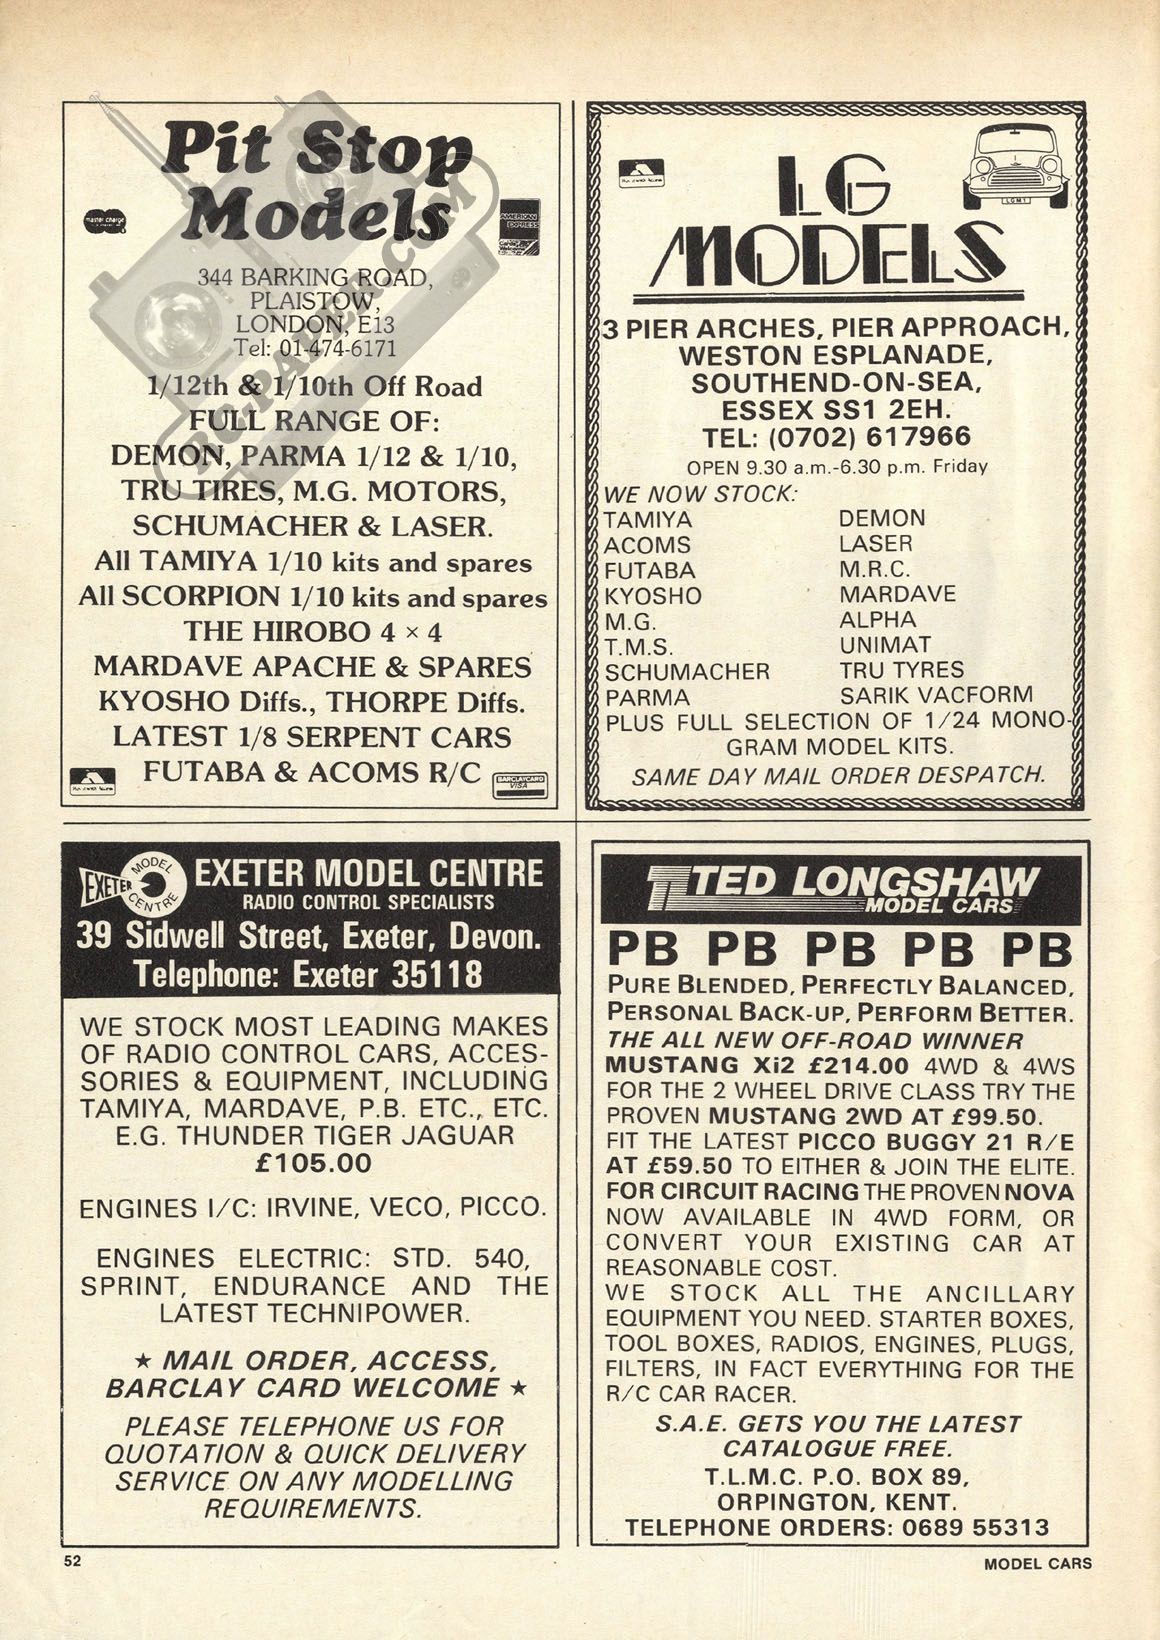 Pit Stop
Models
master charge
AMERICAN
EXPRESS
344 BARKING ROAD,
PLAISTOW,
LONDON, E13
Tel: 01-474-6171
1/12th & 1/10th Off Road
FULL RANGE OF:
DEMON, PARMA 1/12 & 1/10,
TRU TIRES, M.G. MOTORS,
SCHUMACHER & LASER.
All TAMIYA 1/10 kits and spares
All SCORPION 1/10 kits and spares
THE HIROBO 4 × 4
MARDAVE APACHE & SPARES
KYOSHO Diffs., THORPE Diffs.
LATEST 1/8 SERPENT CARS
FUTABA & ACOMS R/C
BARCLAYCARD
VISA
RC-PAPER.COM
LG
MODELS
LGM1
3 PIER ARCHES, PIER APPROACH,
WESTON ESPLANADE,
SOUTHEND-ON-SEA,
ESSEX SS1 2EH.
TEL: (0702) 617966
OPEN 9.30 a.m.-6.30 p.m. Friday
WE NOW STOCK:
TAMIYA DEMON
ACOMS LASER
FUTABA M.R.C.
KYOSHO MARDAVE
M.G. ALPHA
T.M.S. UNIMAT
SCHUMACHER TRU TYRES
PARMA SARIK VACFORM
PLUS FULL SELECTION OF 1/24 MONO-
GRAM MODEL KITS.
SAME DAY MAIL ORDER DESPATCH.
EXETER MODEL CENTRE
EXETER MODEL CENTRE
RADIO CONTROL SPECIALISTS
39 Sidwell Street, Exeter, Devon.
Telephone: Exeter 35118
WE STOCK MOST LEADING MAKES
OF RADIO CONTROL CARS, ACCES-
SORIES & EQUIPMENT, INCLUDING
TAMIYA, MARDAVE, P.B. ETC., ETC.
E.G. THUNDER TIGER JAGUAR
£105.00
ENGINES I/C: IRVINE, VECO, PICCO.
ENGINES ELECTRIC: STD. 540,
SPRINT, ENDURANCE AND THE
LATEST TECHNIPOWER.
★ MAIL ORDER, ACCESS,
BARCLAY CARD WELCOME ★
PLEASE TELEPHONE US FOR
QUOTATION & QUICK DELIVERY
SERVICE ON ANY MODELLING
REQUIREMENTS.
TED LONGSHAW
MODEL CARS
PB PB PB PB PB
PURE BLENDED, PERFECTLY BALANCED,
PERSONAL BACK-UP, PERFORM BETTER.
THE ALL NEW OFF-ROAD WINNER
MUSTANG Xi2 £214.00 4WD & 4WS
FOR THE 2 WHEEL DRIVE CLASS TRY THE
PROVEN MUSTANG 2WD AT £99.50.
FIT THE LATEST PICCO BUGGY 21 R/E
AT £59.50 TO EITHER & JOIN THE ELITE.
FOR CIRCUIT RACING THE PROVEN NOVA
NOW AVAILABLE IN 4WD FORM, OR
CONVERT YOUR EXISTING CAR AT
REASONABLE COST.
WE STOCK ALL THE ANCILLARY
EQUIPMENT YOU NEED. STARTER BOXES,
TOOL BOXES, RADIOS, ENGINES, PLUGS,
FILTERS, IN FACT EVERYTHING FOR THE
R/C CAR RACER.
S.A.E. GETS YOU THE LATEST
CATALOGUE FREE.
T.L.M.C. P.O. BOX 89,
ORPINGTON, KENT.
TELEPHONE ORDERS: 0689 55313
52
MODEL CARS